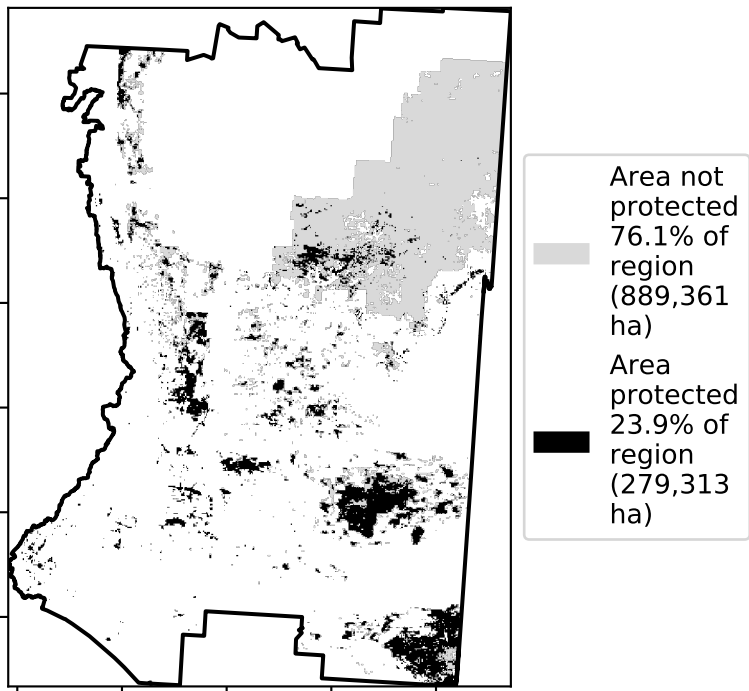 Area not
protected
76.1% of
region
(889,361
ha)
Area
protected
23.9% of
region
(279,313
ha)